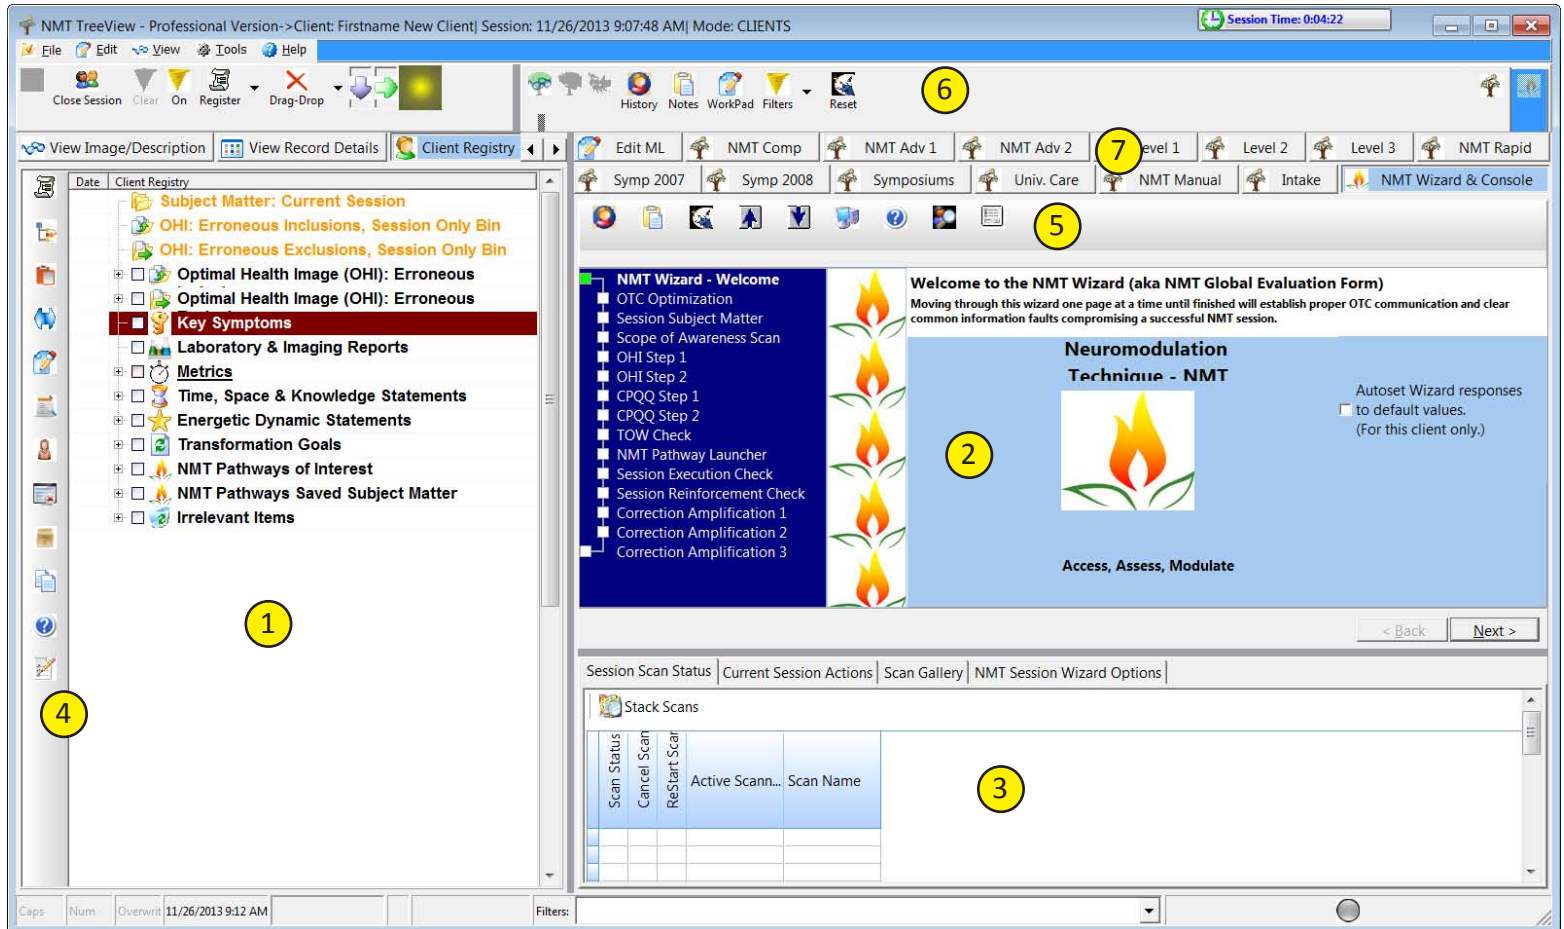 NMT TreeView - Professional Version->Client: Firstname New Client| Session: 11/26/2013 9:07:48 AM| Mode: CLIENTS
Session Time: 0:04:22
File Edit View Tools Help
Close Session Clear On Register Drag-Drop
History Notes WorkPad Filters Reset
6
View Image/Description View Record Details Client Registry
Edit ML NMT Comp NMT Adv 1 NMT Adv 2 7 evel 1 Level 2 Level 3 NMT Rapid
Symp 2007 Symp 2008 Symposiums Univ. Care NMT Manual Intake NMT Wizard & Console
5
Date Client Registry
Subject Matter: Current Session
OHI: Erroneous Inclusions, Session Only Bin
OHI: Erroneous Exclusions, Session Only Bin
Optimal Health Image (OHI): Erroneous
Optimal Health Image (OHI): Erroneous
Key Symptoms
Laboratory & Imaging Reports
Metrics
Time, Space & Knowledge Statements
Energetic Dynamic Statements
Transformation Goals
NMT Pathways of Interest
NMT Pathways Saved Subject Matter
Irrelevant Items
1
4
NMT Wizard - Welcome
OTC Optimization
Session Subject Matter
Scope of Awareness Scan
OHI Step 1
OHI Step 2
CPQQ Step 1
CPQQ Step 2
TOW Check
NMT Pathway Launcher
Session Execution Check
Session Reinforcement Check
Correction Amplification 1
Correction Amplification 2
Correction Amplification 3
Welcome to the NMT Wizard (aka NMT Global Evaluation Form)
Moving through this wizard one page at a time until finished will establish proper OTC communication and clear
common information faults compromising a successful NMT session.
Neuromodulation
Technique - NMT
Autoset Wizard responses
to default values.
(For this client only.)
2
Access, Assess, Modulate
< Back Next >
Session Scan Status Current Session Actions Scan Gallery NMT Session Wizard Options
Stack Scans
Scan Status
Cancel Scan
ReStart Scan
Active Scann... Scan Name
3
Caps Num Overwrit 11/26/2013 9:12 AM Filters: